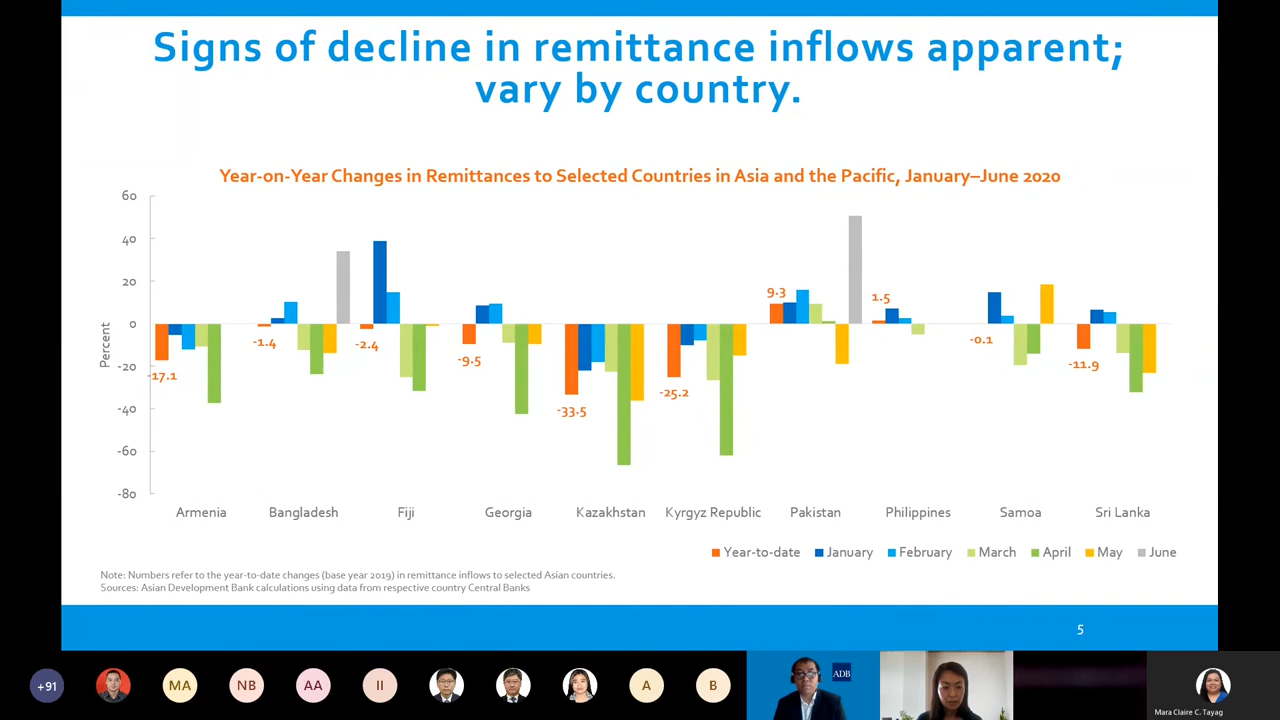 Signs of decline in remittance inflows apparent;
vary by country.
Year-on-Year Changes in Remittances to Selected Countries in Asia and the Pacific, January–June 2020
60
40
20
0
-20
-40
-60
-80
Percent
-17.1
-1.4
-2.4
-9.5
-33.5
-25.2
9.3
1.5
-0.1
-11.9
Armenia Bangladesh Fiji Georgia Kazakhstan Kyrgyz Republic Pakistan Philippines Samoa Sri Lanka
Year-to-date January February March April May June
Note: Numbers refer to the year-to-date changes (base year 2019) in remittance inflows to selected Asian countries.
Sources: Asian Development Bank calculations using data from respective country Central Banks
5
+91 MA NB AA II A B ADB
Mara Claire C. Tayag